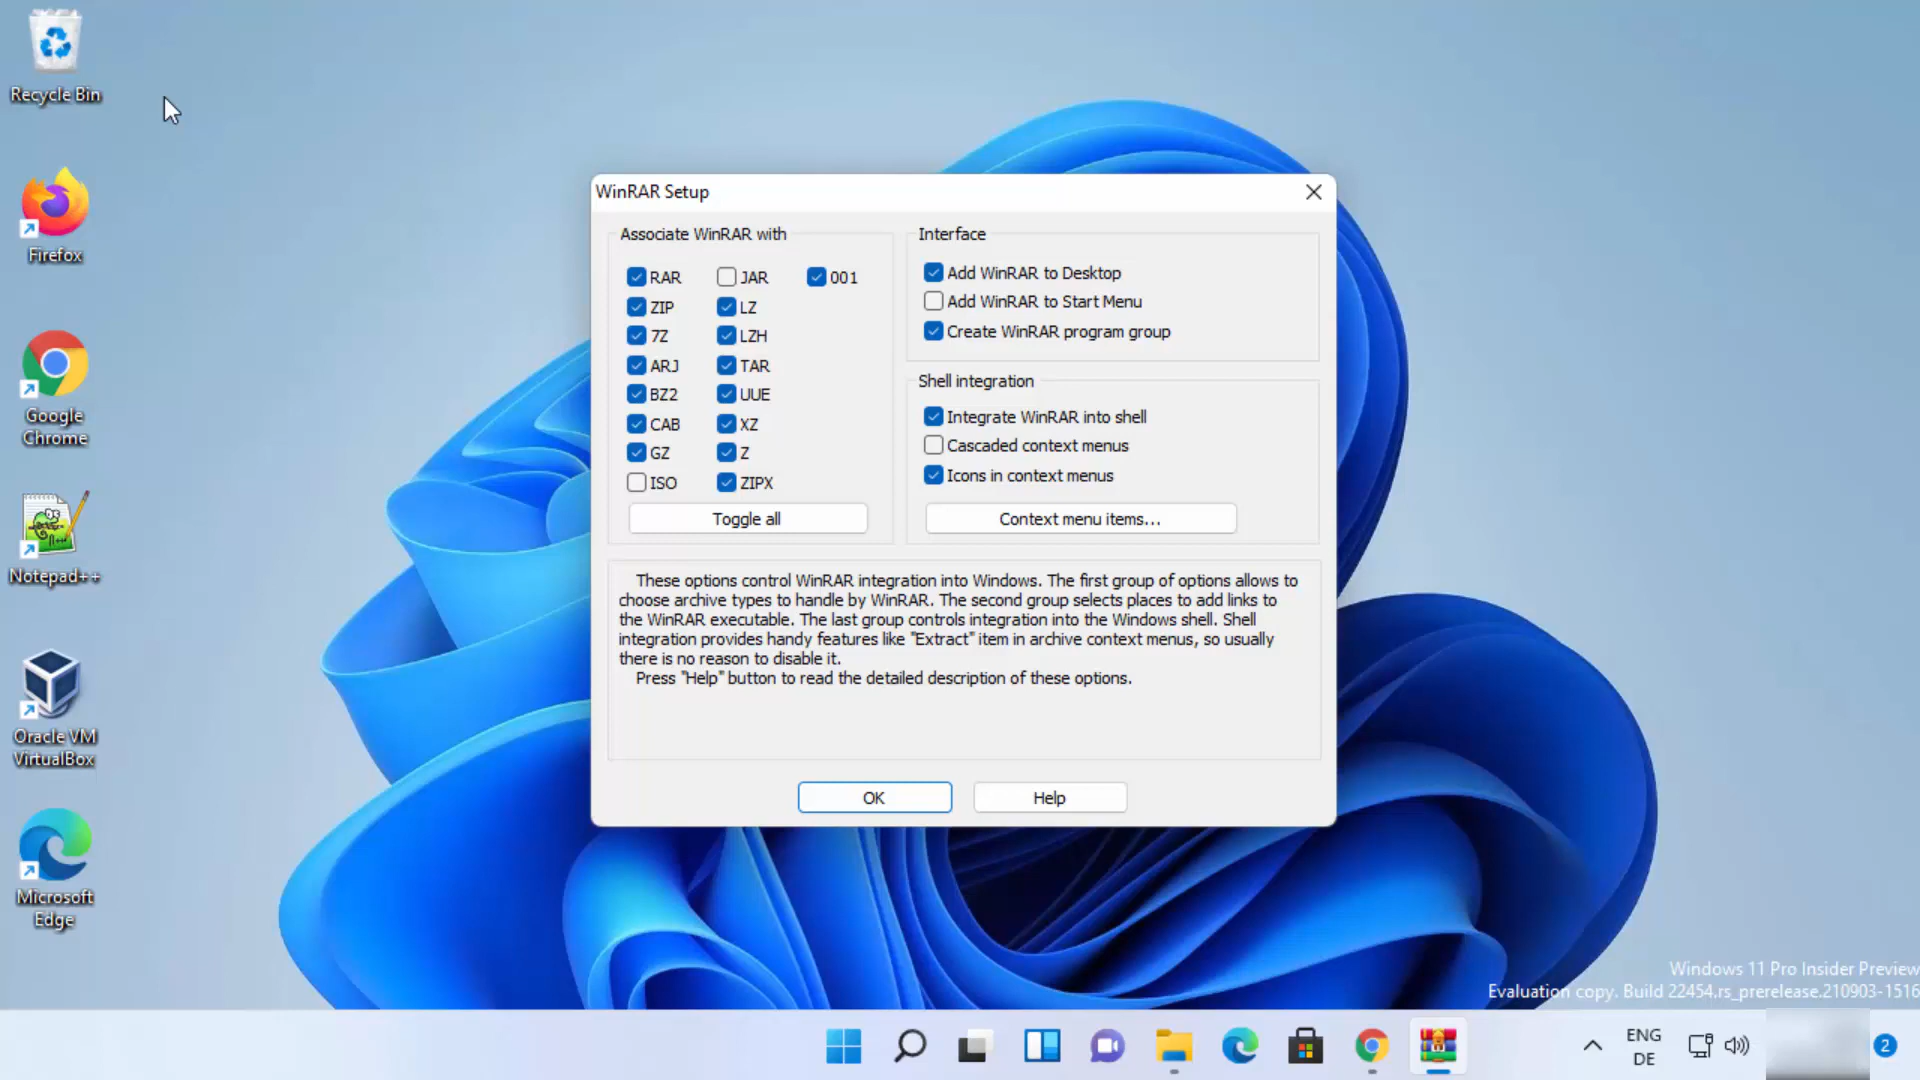 Recycle Bin
Firefox
Google
Chrome
Notepad++
Oracle VM
VirtualBox
Microsoft
Edge
WinRAR Setup
Associate WinRAR with
RAR JAR 001
ZIP LZ
7Z LZH
ARJ TAR
BZ2 UUE
CAB XZ
GZ Z
ISO ZIPX
Toggle all
Interface
Add WinRAR to Desktop
Add WinRAR to Start Menu
Create WinRAR program group
Shell integration
Integrate WinRAR into shell
Cascaded context menus
Icons in context menus
Context menu items...
These options control WinRAR integration into Windows. The first group of options allows to
choose archive types to handle by WinRAR. The second group selects places to add links to
the WinRAR executable. The last group controls integration into the Windows shell. Shell
integration provides handy features like "Extract" item in archive context menus, so usually
there is no reason to disable it.
Press "Help" button to read the detailed description of these options.
OK Help
Windows 11 Pro Insider Preview
Evaluation copy. Build 22454.rs_prerelease.210903-1516
ENG
DE
2